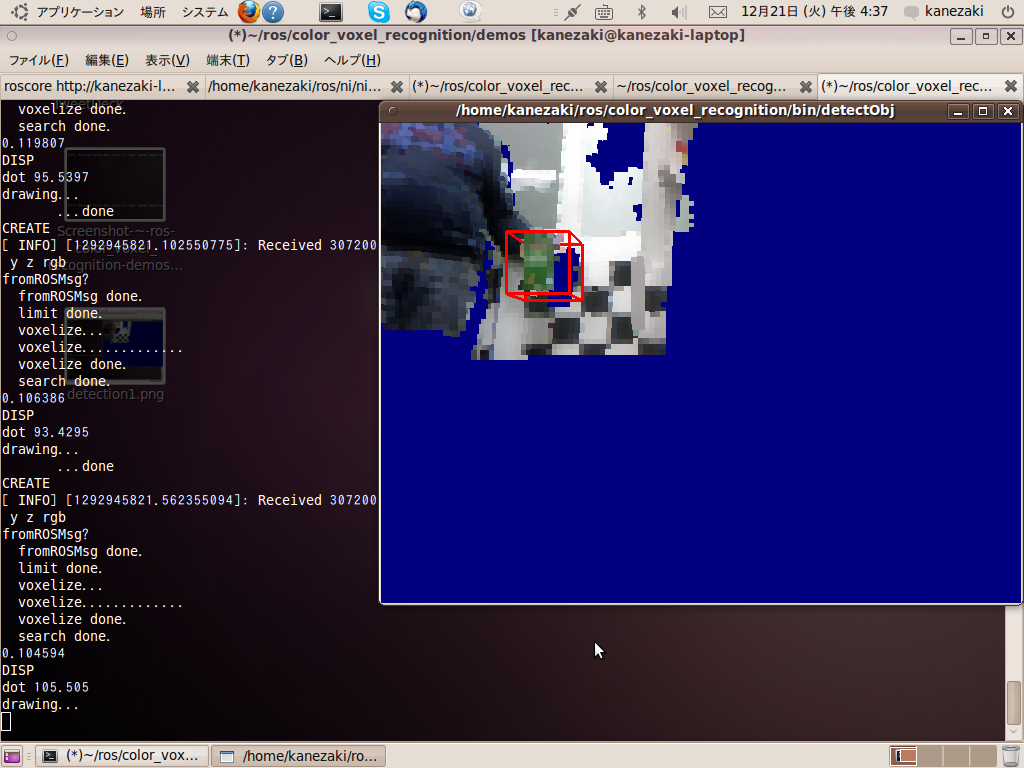 アプリケーション 場所 システム 12月21日 (火) 午後 4:37 kanezaki
(*)~/ros/color_voxel_recognition/demos [kanezaki@kanezaki-laptop]
ファイル(F) 編集(E) 表示(V) 端末(T) タブ(B) ヘルプ(H)
roscore http://kanezaki-l... /home/kanezaki/ros/ni/ni... (*)~/ros/color_voxel_rec... ~/ros/color_voxel_recog... (*)~/ros/color_voxel_rec...
/home/kanezaki/ros/color_voxel_recognition/bin/detectObj
voxelize done.
search done.
0.119807
DISP
dot 95.5397
drawing...
...done
CREATE
Screenshot-~-ros-
[ INFO] [1292945821.102550775]: Received 307200
y z rgb
recognition-demos...
fromROSMsg?
fromROSMsg done.
limit done.
voxelize...
voxelize.............
voxelize done.
search done.
detection1.png
0.106386
DISP
dot 93.4295
drawing...
...done
CREATE
[ INFO] [1292945821.562355094]: Received 307200
y z rgb
fromROSMsg?
fromROSMsg done.
limit done.
voxelize...
voxelize.............
voxelize done.
search done.
0.104594
DISP
dot 105.505
drawing...
(*)~/ros/color_vox... /home/kanezaki/ro...